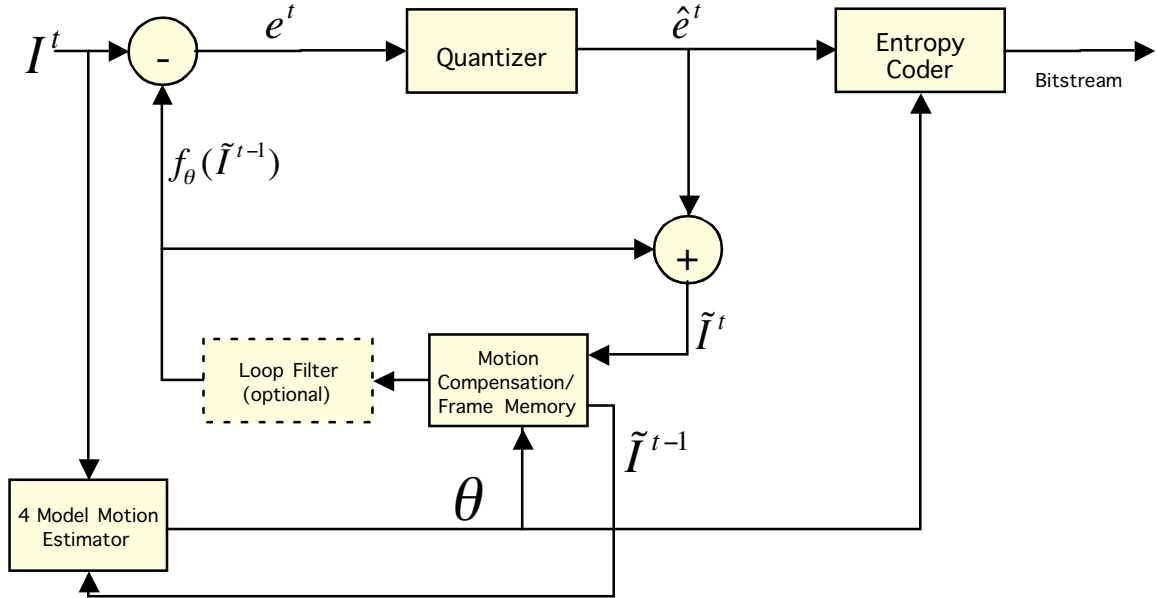 I^t
-
e^t
Quantizer
ê^t
Entropy
Coder
Bitstream
f_θ(Ĩ^{t-1})
+
Ĩ^t
Loop Filter
(optional)
Motion
Compensation/
Frame Memory
Ĩ^{t-1}
θ
4 Model Motion
Estimator